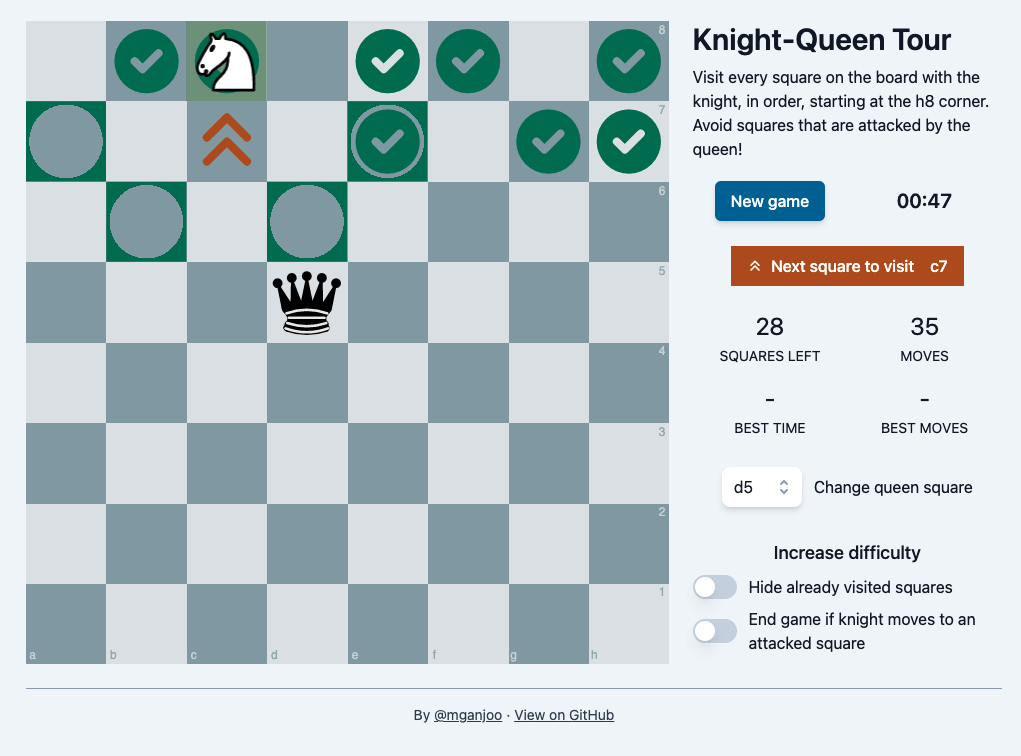 8
7
6
5
4
3
2
1
a b c d e f g h
Knight-Queen Tour
Visit every square on the board with the
knight, in order, starting at the h8 corner.
Avoid squares that are attacked by the
queen!
New game 00:47
Next square to visit c7
28 35
SQUARES LEFT MOVES
- -
BEST TIME BEST MOVES
d5 Change queen square
Increase difficulty
Hide already visited squares
End game if knight moves to an
attacked square
By @mganjoo · View on GitHub